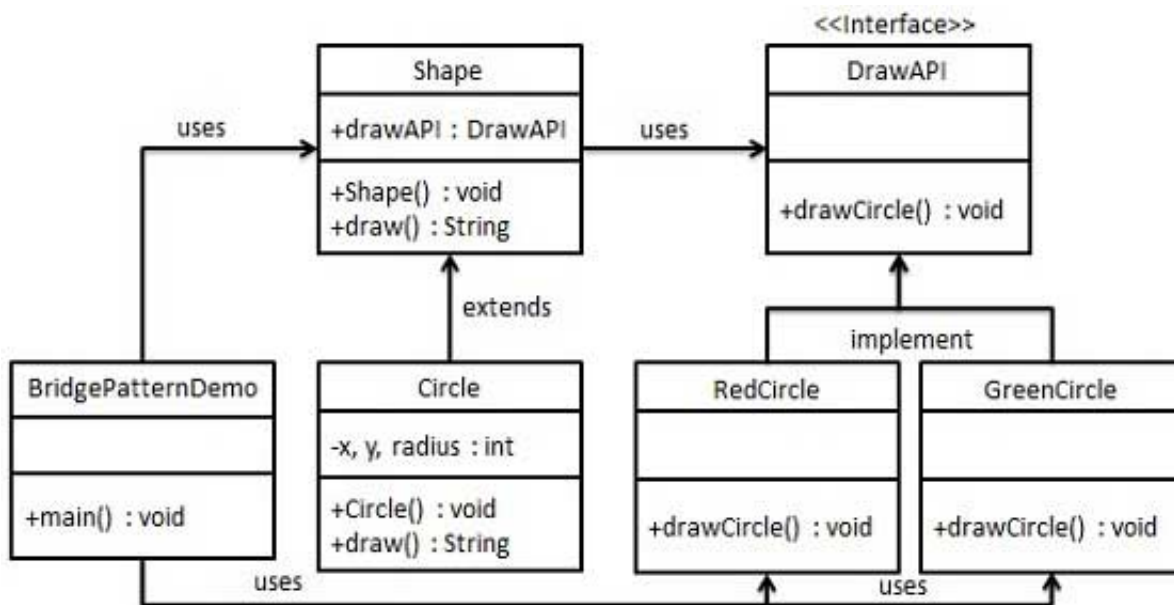 <<Interface>>
Shape
+drawAPI : DrawAPI
+Shape() : void
+draw() : String
uses
uses
DrawAPI
+drawCircle() : void
extends
implement
BridgePatternDemo
+main() : void
Circle
-x, y, radius : int
+Circle() : void
+draw() : String
RedCircle
+drawCircle() : void
GreenCircle
+drawCircle() : void
uses
uses